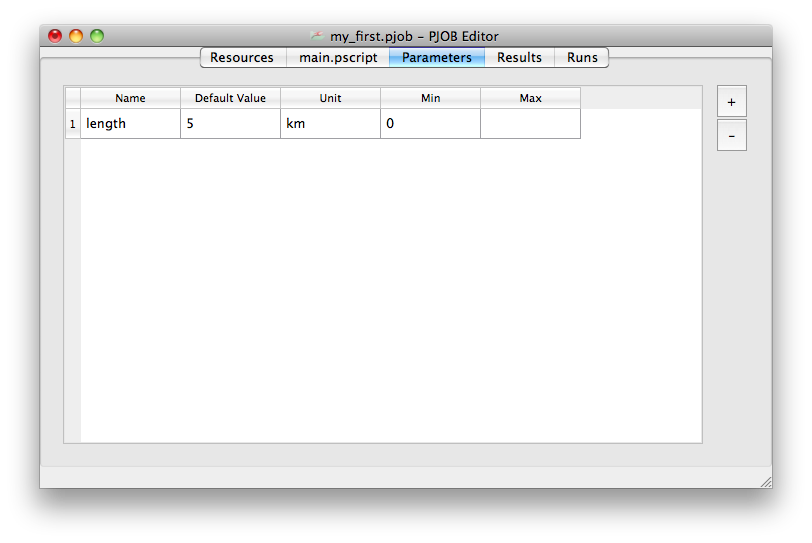 my_first.pjob – PJOB Editor
Resources main.pscript Parameters Results Runs
Name Default Value Unit Min Max
1 length 5 km 0
+
-